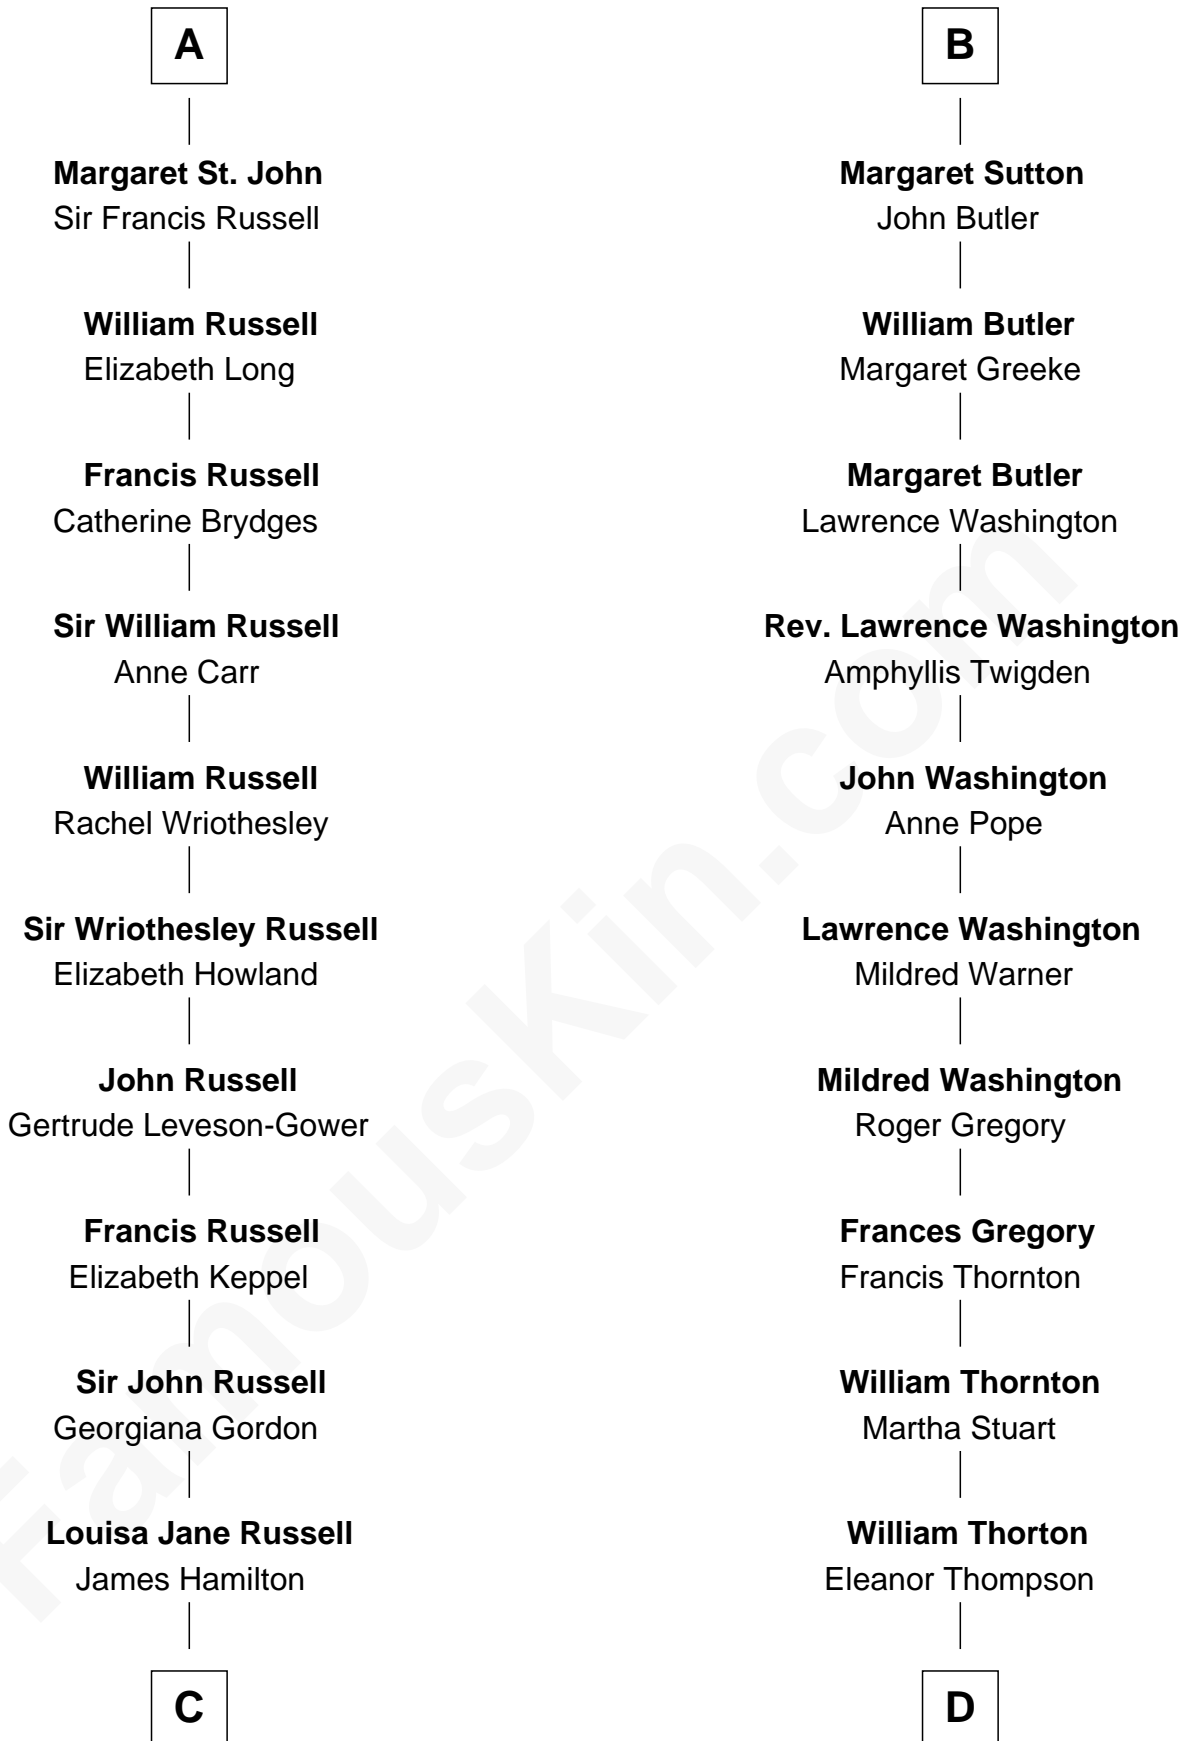 A
Margaret St. John
Sir Francis Russell
William Russell
Elizabeth Long
Francis Russell
Catherine Brydges
Sir William Russell
Anne Carr
William Russell
Rachel Wriothesley
Sir Wriothesley Russell
Elizabeth Howland
John Russell
Gertrude Leveson-Gower
Francis Russell
Elizabeth Keppel
Sir John Russell
Georgiana Gordon
Louisa Jane Russell
James Hamilton
C
B
Margaret Sutton
John Butler
William Butler
Margaret Greeke
Margaret Butler
Lawrence Washington
Rev. Lawrence Washington
Amphyllis Twigden
John Washington
Anne Pope
Lawrence Washington
Mildred Warner
Mildred Washington
Roger Gregory
Frances Gregory
Francis Thornton
William Thornton
Martha Stuart
William Thorton
Eleanor Thompson
D
FamousKin.com